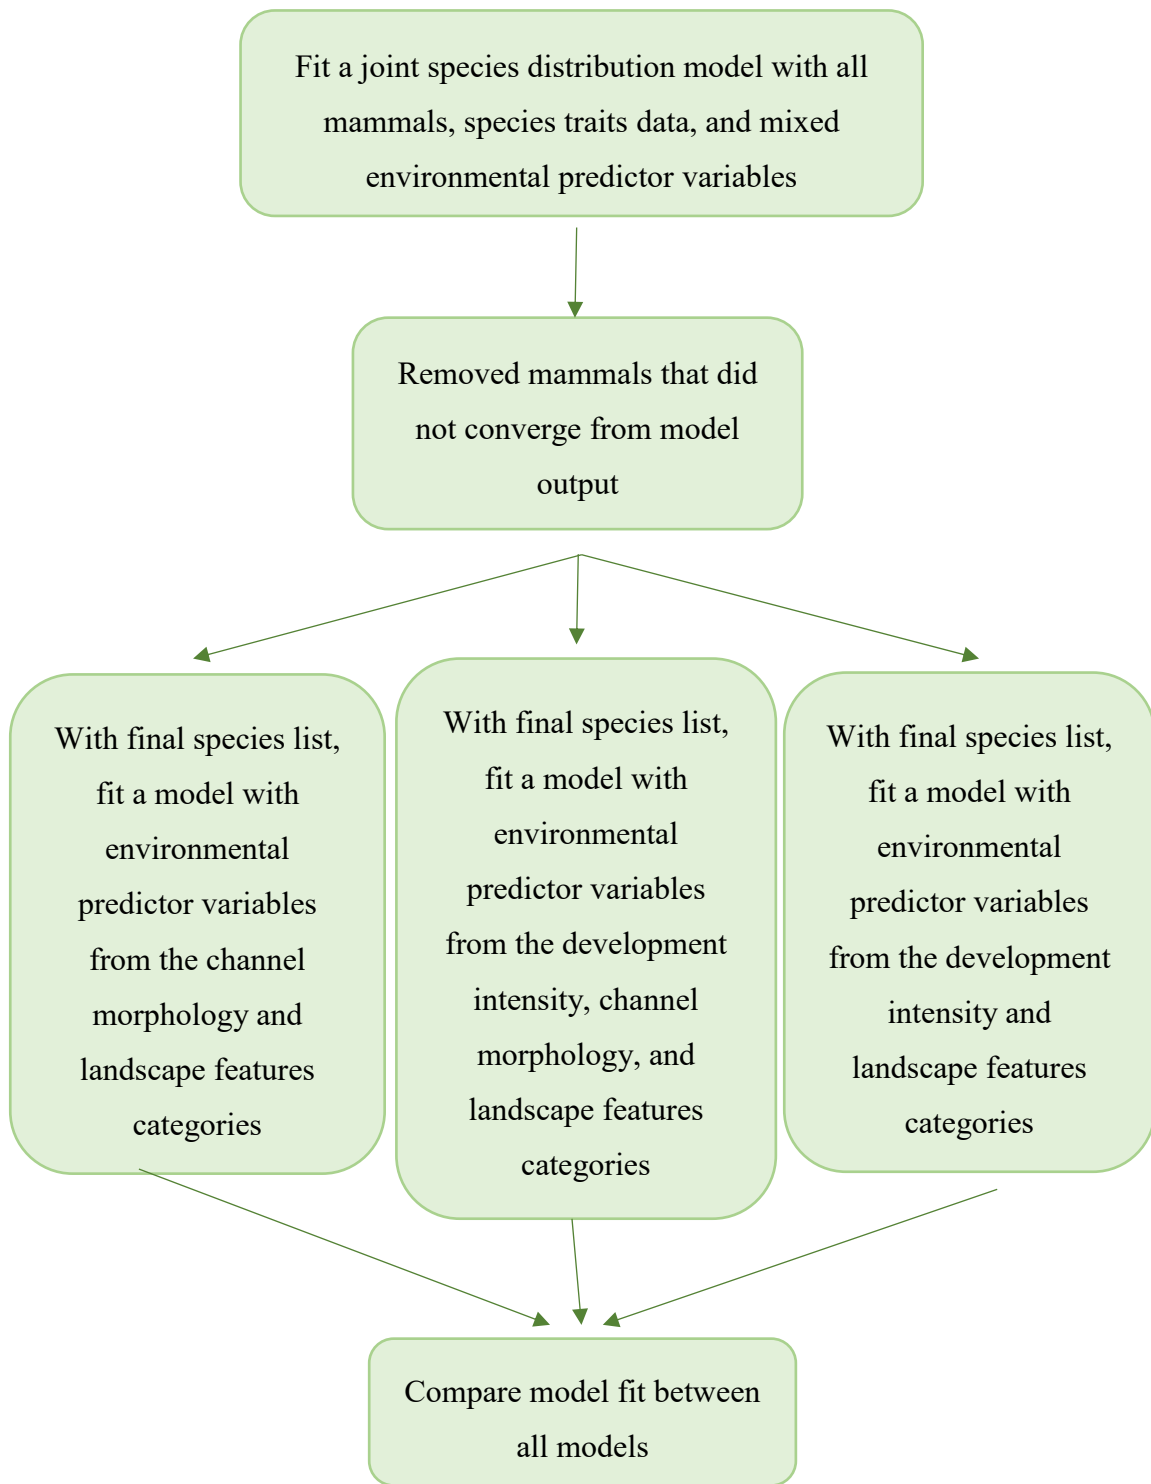 Fit a joint species distribution model with all
mammals, species traits data, and mixed
environmental predictor variables
Removed mammals that did
not converge from model
output
With final species list,
fit a model with
environmental
predictor variables
from the channel
morphology and
landscape features
categories
With final species list,
fit a model with
environmental
predictor variables
from the development
intensity, channel
morphology, and
landscape features
categories
With final species list,
fit a model with
environmental
predictor variables
from the development
intensity and
landscape features
categories
Compare model fit between
all models